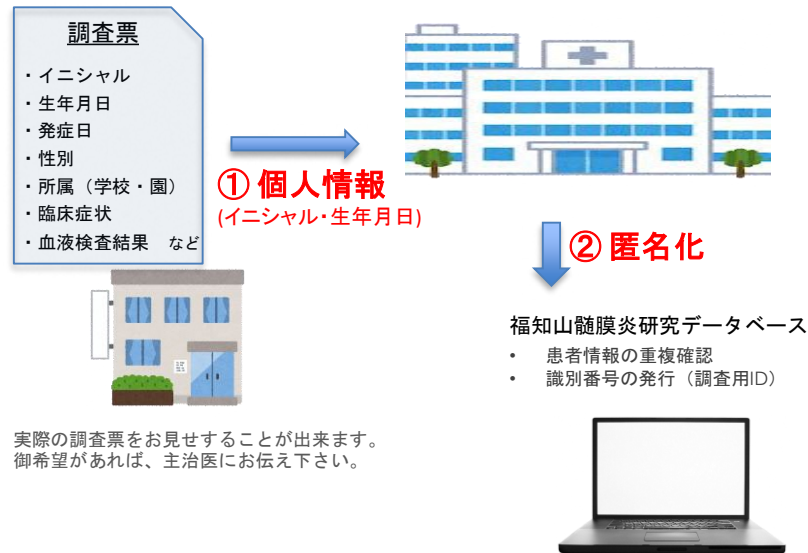 調査票
・イニシャル
・生年月日
・発症日
・性別
・所属（学校・園）
・臨床症状
・血液検査結果　など
① 個人情報
(イニシャル・生年月日)
② 匿名化
福知山髄膜炎研究データベース
• 患者情報の重複確認
• 識別番号の発行（調査用ID）
実際の調査票をお見せすることが出来ます。
御希望があれば、主治医にお伝え下さい。